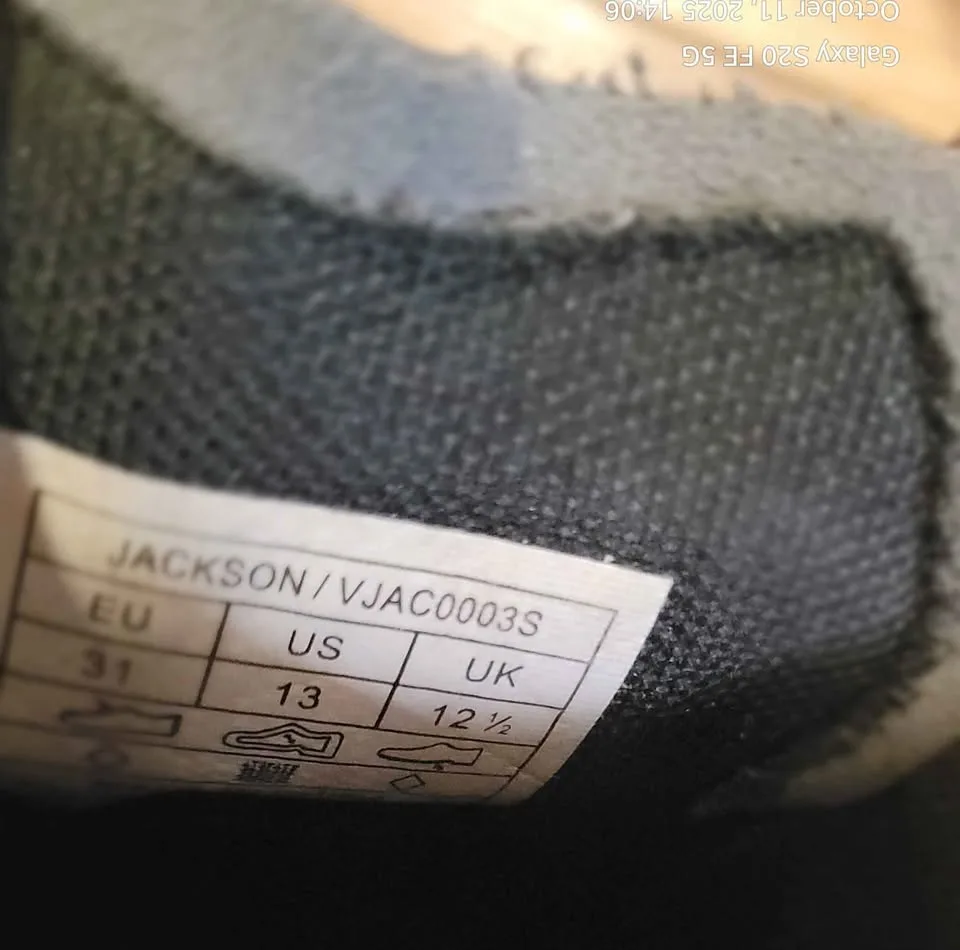 October 11, 2025 14:06
Galaxy S20 FE 5G
JACKSON / VJAC0003S
EU US UK
31 13 12 ½